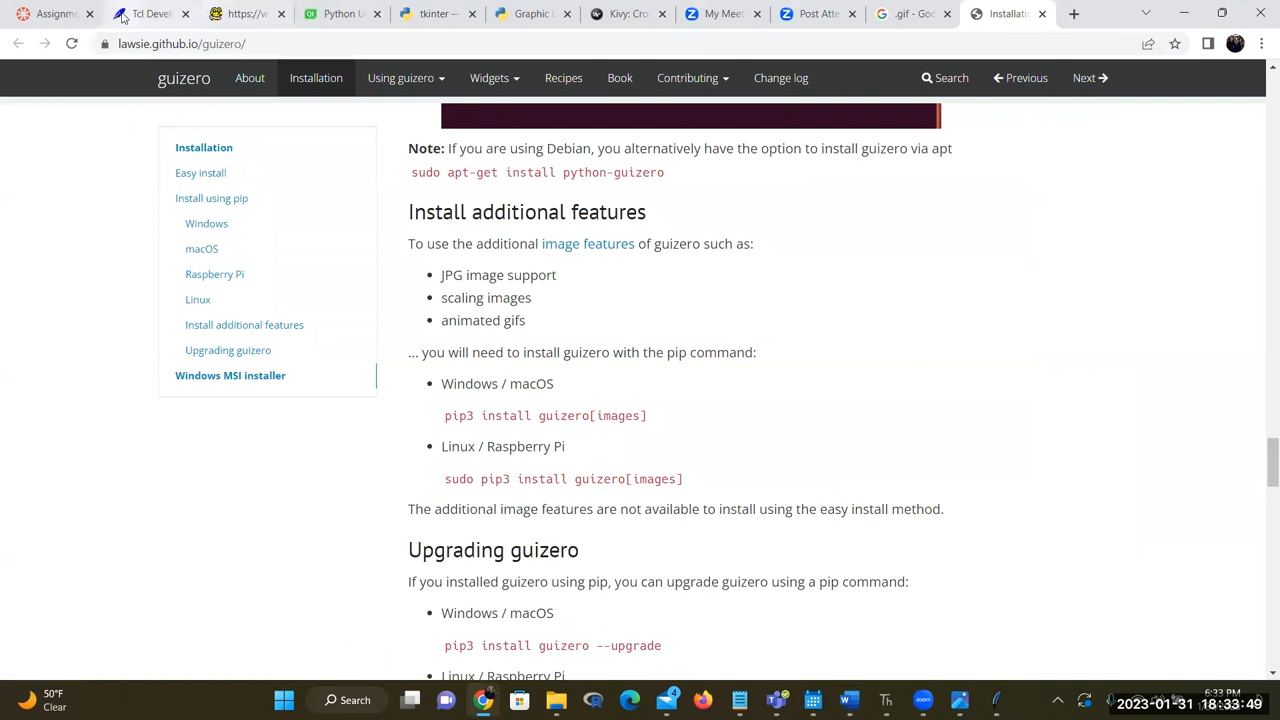 Assignme
Tcl Devel
https://w
Python U
tkinter —
Graphic U
Kivy: Cros
My Meet
Post Atte
.gif - Goo
Installatio
lawsie.github.io/guizero/
guizero
About
Installation
Using guizero
Widgets
Recipes
Book
Contributing
Change log
Search
Previous
Next
Installation
Easy install
Install using pip
Windows
macOS
Raspberry Pi
Linux
Install additional features
Upgrading guizero
Windows MSI installer
Note: If you are using Debian, you alternatively have the option to install guizero via apt
sudo apt-get install python-guizero
Install additional features
To use the additional image features of guizero such as:
JPG image support
scaling images
animated gifs
... you will need to install guizero with the pip command:
Windows / macOS
pip3 install guizero[images]
Linux / Raspberry Pi
sudo pip3 install guizero[images]
The additional image features are not available to install using the easy install method.
Upgrading guizero
If you installed guizero using pip, you can upgrade guizero using a pip command:
Windows / macOS
pip3 install guizero --upgrade
Linux / Raspberry Pi
50°F
Clear
Search
4
Th
zoom
6:33 PM
2023-01-31 18:33:49